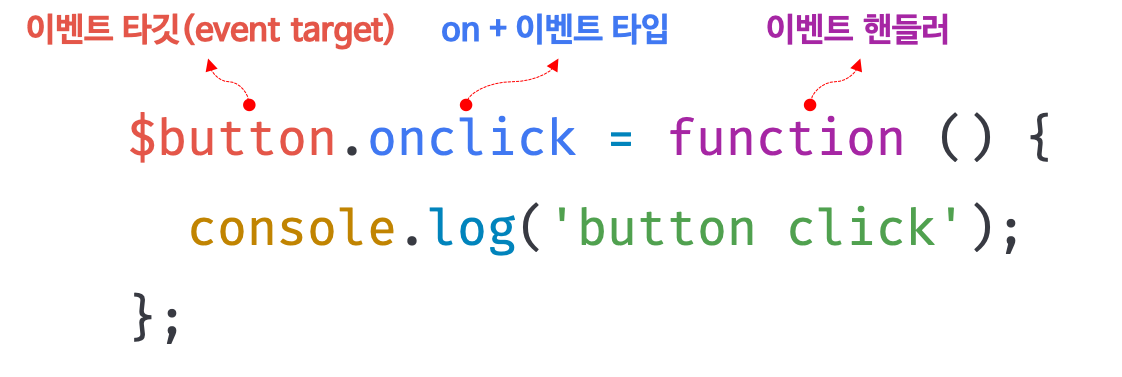 이벤트 타깃(event target) on + 이벤트 타입 이벤트 핸들러
$button.onclick = function () {
  console.log('button click');
};